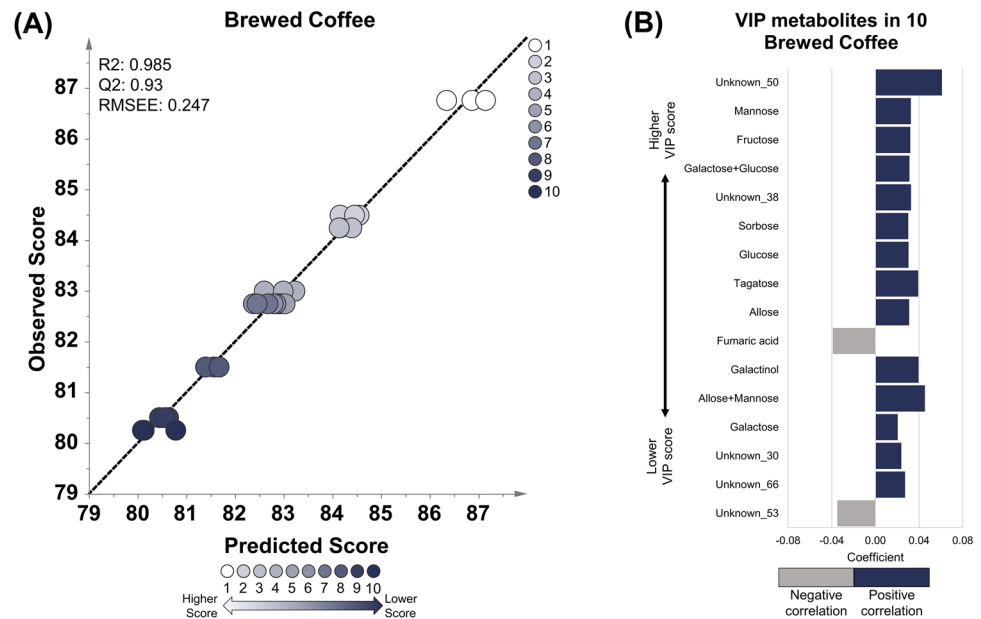 (A)
Brewed Coffee
R2: 0.985
Q2: 0.93
RMSEE: 0.247
87
86
85
84
83
82
81
80
79
Observed Score
79 80 81 82 83 84 85 86 87
Predicted Score
1
2
3
4
5
6
7
8
9
10
1 2 3 4 5 6 7 8 9 10
Higher
Score
Lower
Score
(B)
VIP metabolites in 10
Brewed Coffee
Higher
VIP score
Lower
VIP score
Unknown_50
Mannose
Fructose
Galactose+Glucose
Unknown_38
Sorbose
Glucose
Tagatose
Allose
Fumaric acid
Galactinol
Allose+Mannose
Galactose
Unknown_30
Unknown_66
Unknown_53
-0.08 -0.04 0.00 0.04 0.08
Coefficient
Negative
correlation
Positive
correlation